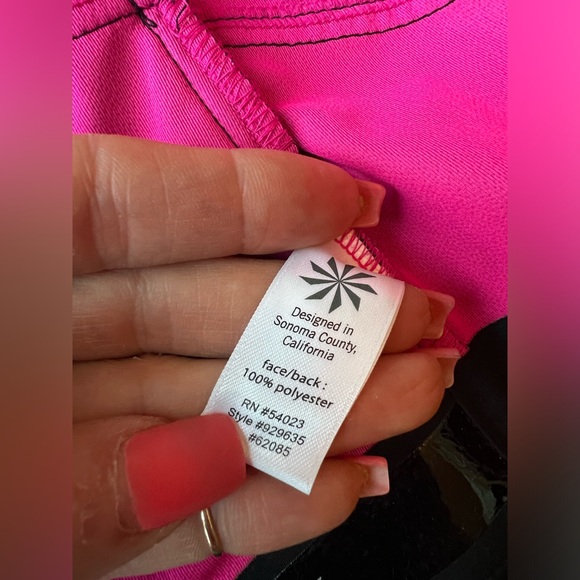 Designed in
Sonoma County,
California
face/back :
100% polyester
RN #54023
Style #929635
#62085